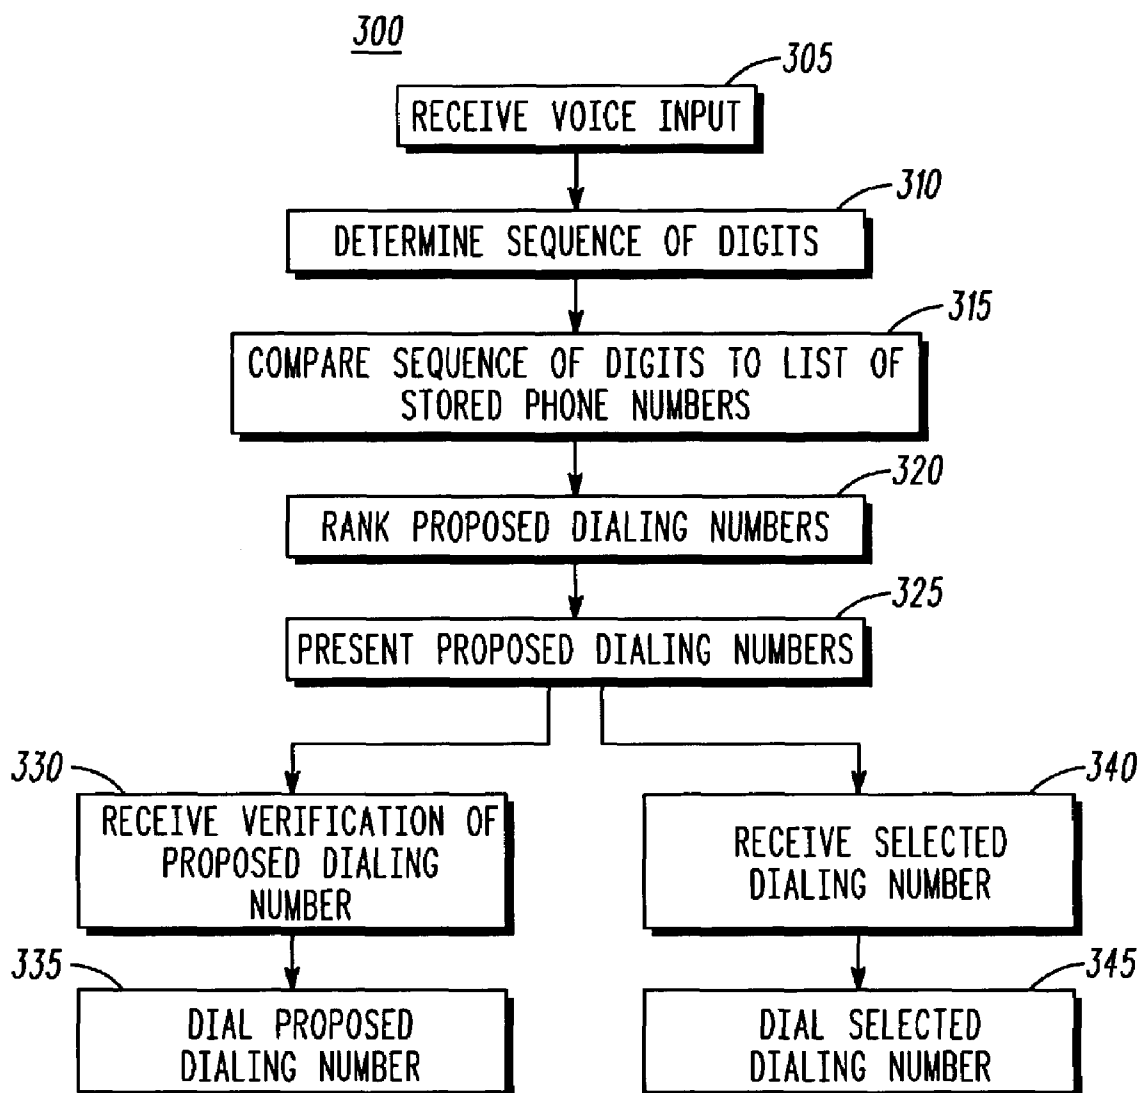 300
305
RECEIVE VOICE INPUT
310
DETERMINE SEQUENCE OF DIGITS
315
COMPARE SEQUENCE OF DIGITS TO LIST OF
STORED PHONE NUMBERS
320
RANK PROPOSED DIALING NUMBERS
325
PRESENT PROPOSED DIALING NUMBERS
330
RECEIVE VERIFICATION OF
PROPOSED DIALING
NUMBER
340
RECEIVE SELECTED
DIALING NUMBER
335
DIAL PROPOSED
DIALING NUMBER
345
DIAL SELECTED
DIALING NUMBER